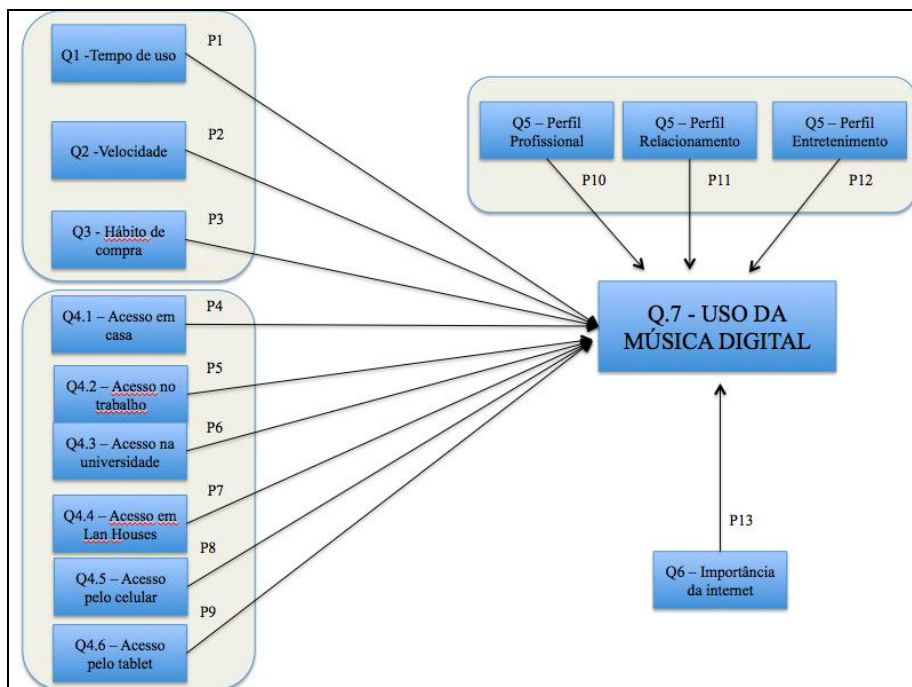 Q1 -Tempo de uso
P1
Q2 -Velocidade
P2
Q3 - Hábito de
compra
P3
Q4.1 – Acesso em
casa
P4
Q4.2 – Acesso no
trabalho
P5
Q4.3 – Acesso na
universidade
P6
Q4.4 – Acesso em
Lan Houses
P7
Q4.5 – Acesso
pelo celular
P8
Q4.6 – Acesso
pelo tablet
P9
Q5 – Perfil
Profissional
Q5 – Perfil
Relacionamento
Q5 – Perfil
Entretenimento
P10
P11
P12
Q.7 - USO DA
MÚSICA DIGITAL
P13
Q6 – Importância
da internet